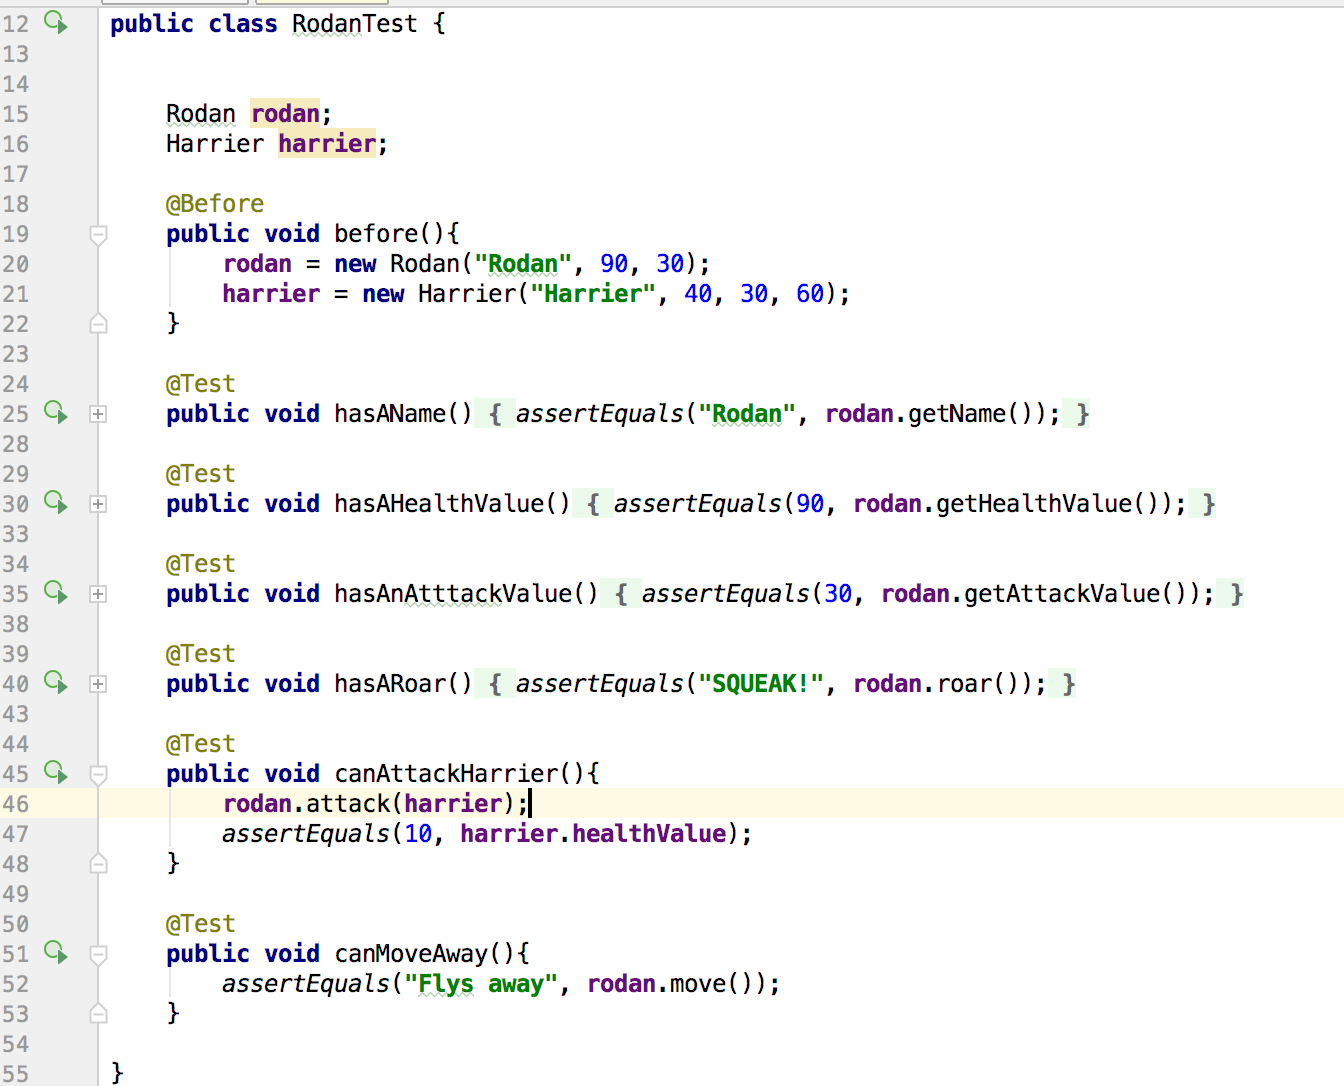 12 public class RodanTest {
13
14
15 Rodan rodan;
16 Harrier harrier;
17
18 @Before
19 public void before(){
20 rodan = new Rodan("Rodan", 90, 30);
21 harrier = new Harrier("Harrier", 40, 30, 60);
22 }
23
24 @Test
25 public void hasAName() { assertEquals("Rodan", rodan.getName()); }
28
29 @Test
30 public void hasAHealthValue() { assertEquals(90, rodan.getHealthValue()); }
33
34 @Test
35 public void hasAnAtttackValue() { assertEquals(30, rodan.getAttackValue()); }
38
39 @Test
40 public void hasARoar() { assertEquals("SQUEAK!", rodan.roar()); }
43
44 @Test
45 public void canAttackHarrier(){
46 rodan.attack(harrier);
47 assertEquals(10, harrier.healthValue);
48 }
49
50 @Test
51 public void canMoveAway(){
52 assertEquals("Flys away", rodan.move());
53 }
54
55 }